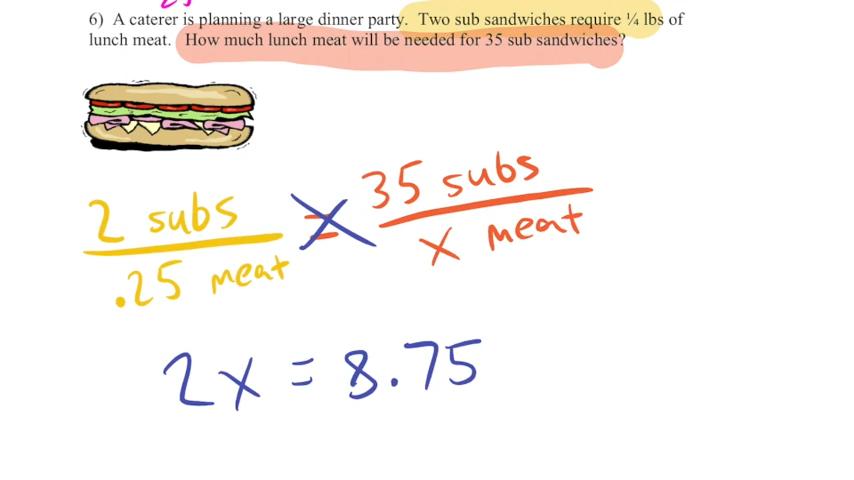 6) A caterer is planning a large dinner party. Two sub sandwiches require ¼ lbs of
lunch meat. How much lunch meat will be needed for 35 sub sandwiches?
2 subs = 35 subs
.25 meat x meat
2x = 8.75